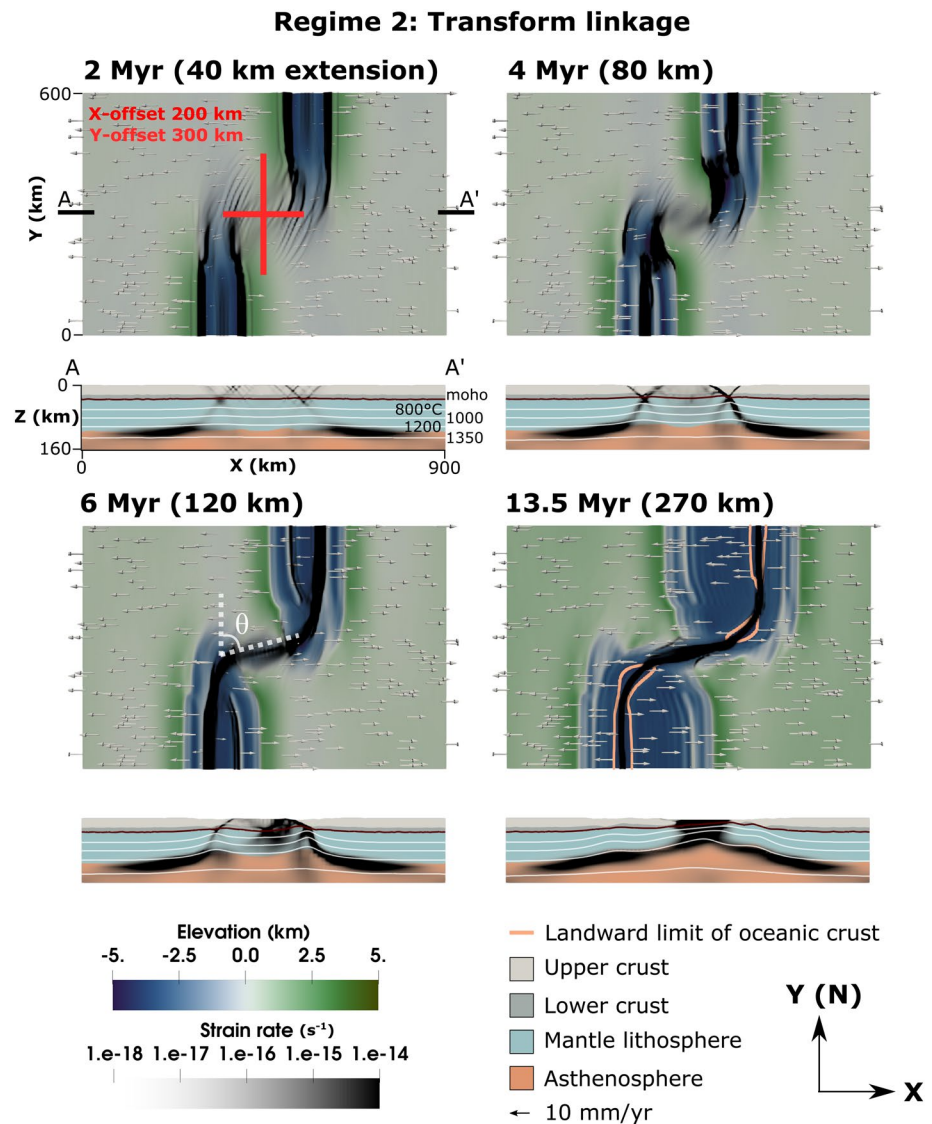 Regime 2: Transform linkage
2 Myr (40 km extension)
4 Myr (80 km)
600
X-offset 200 km
Y-offset 300 km
A
A'
Y (km)
0
A
A'
0
Z (km)
160
moho
800°C
1000
1200
1350
0
X (km)
900
6 Myr (120 km)
13.5 Myr (270 km)
θ
Elevation (km)
-5. -2.5 0.0 2.5 5.
Strain rate (s⁻¹)
1.e-18 1.e-17 1.e-16 1.e-15 1.e-14
Landward limit of oceanic crust
Upper crust
Lower crust
Mantle lithosphere
Asthenosphere
10 mm/yr
Y (N)
X